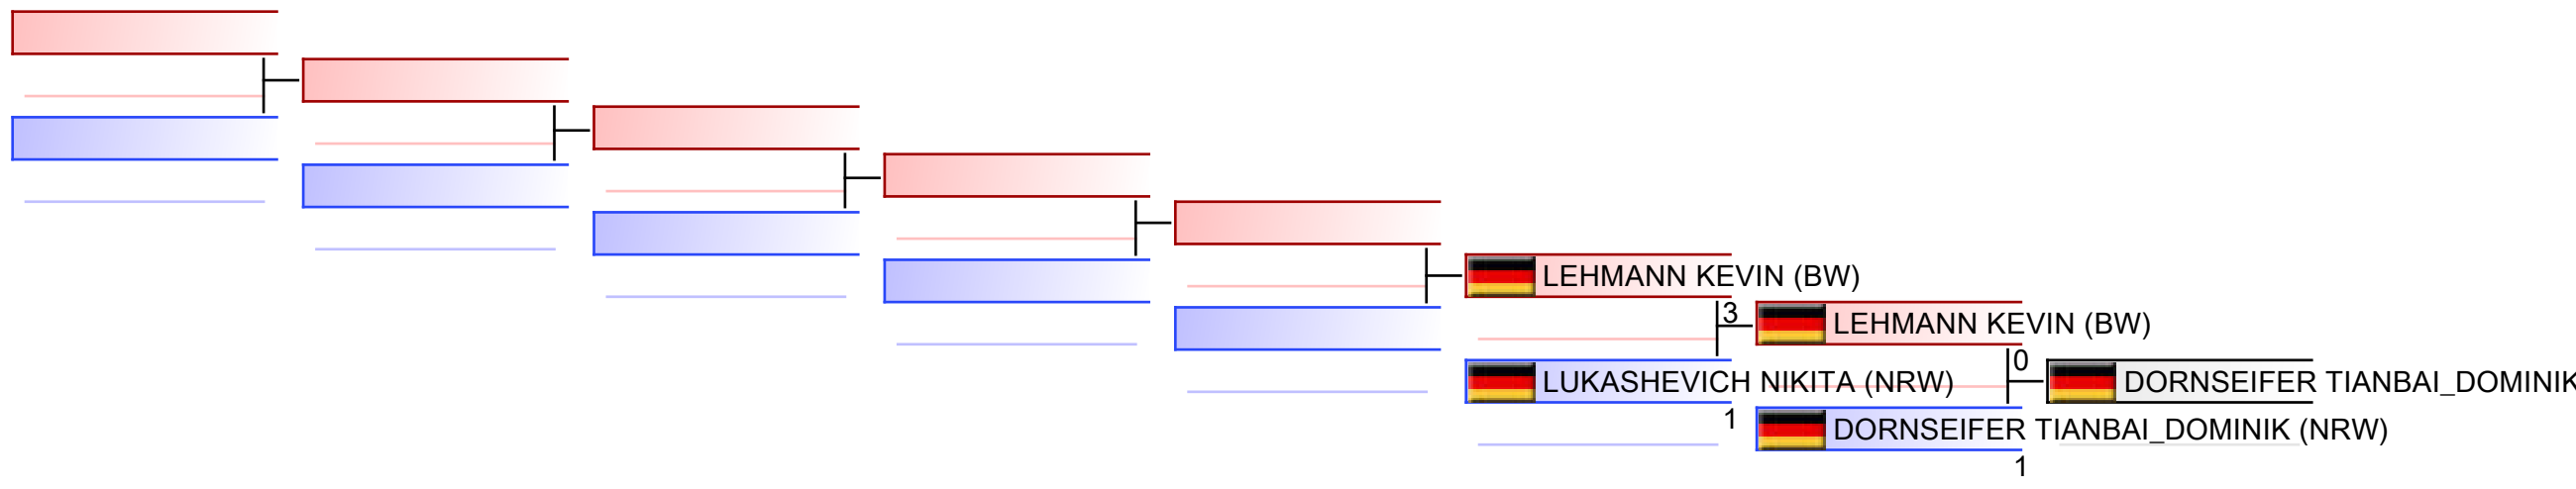 LEHMANN KEVIN (BW)
3
LEHMANN KEVIN (BW)
LUKASHEVICH NIKITA (NRW)
0
DORNSEIFER TIANBAI_DOMINIK
1
DORNSEIFER TIANBAI_DOMINIK (NRW)
1